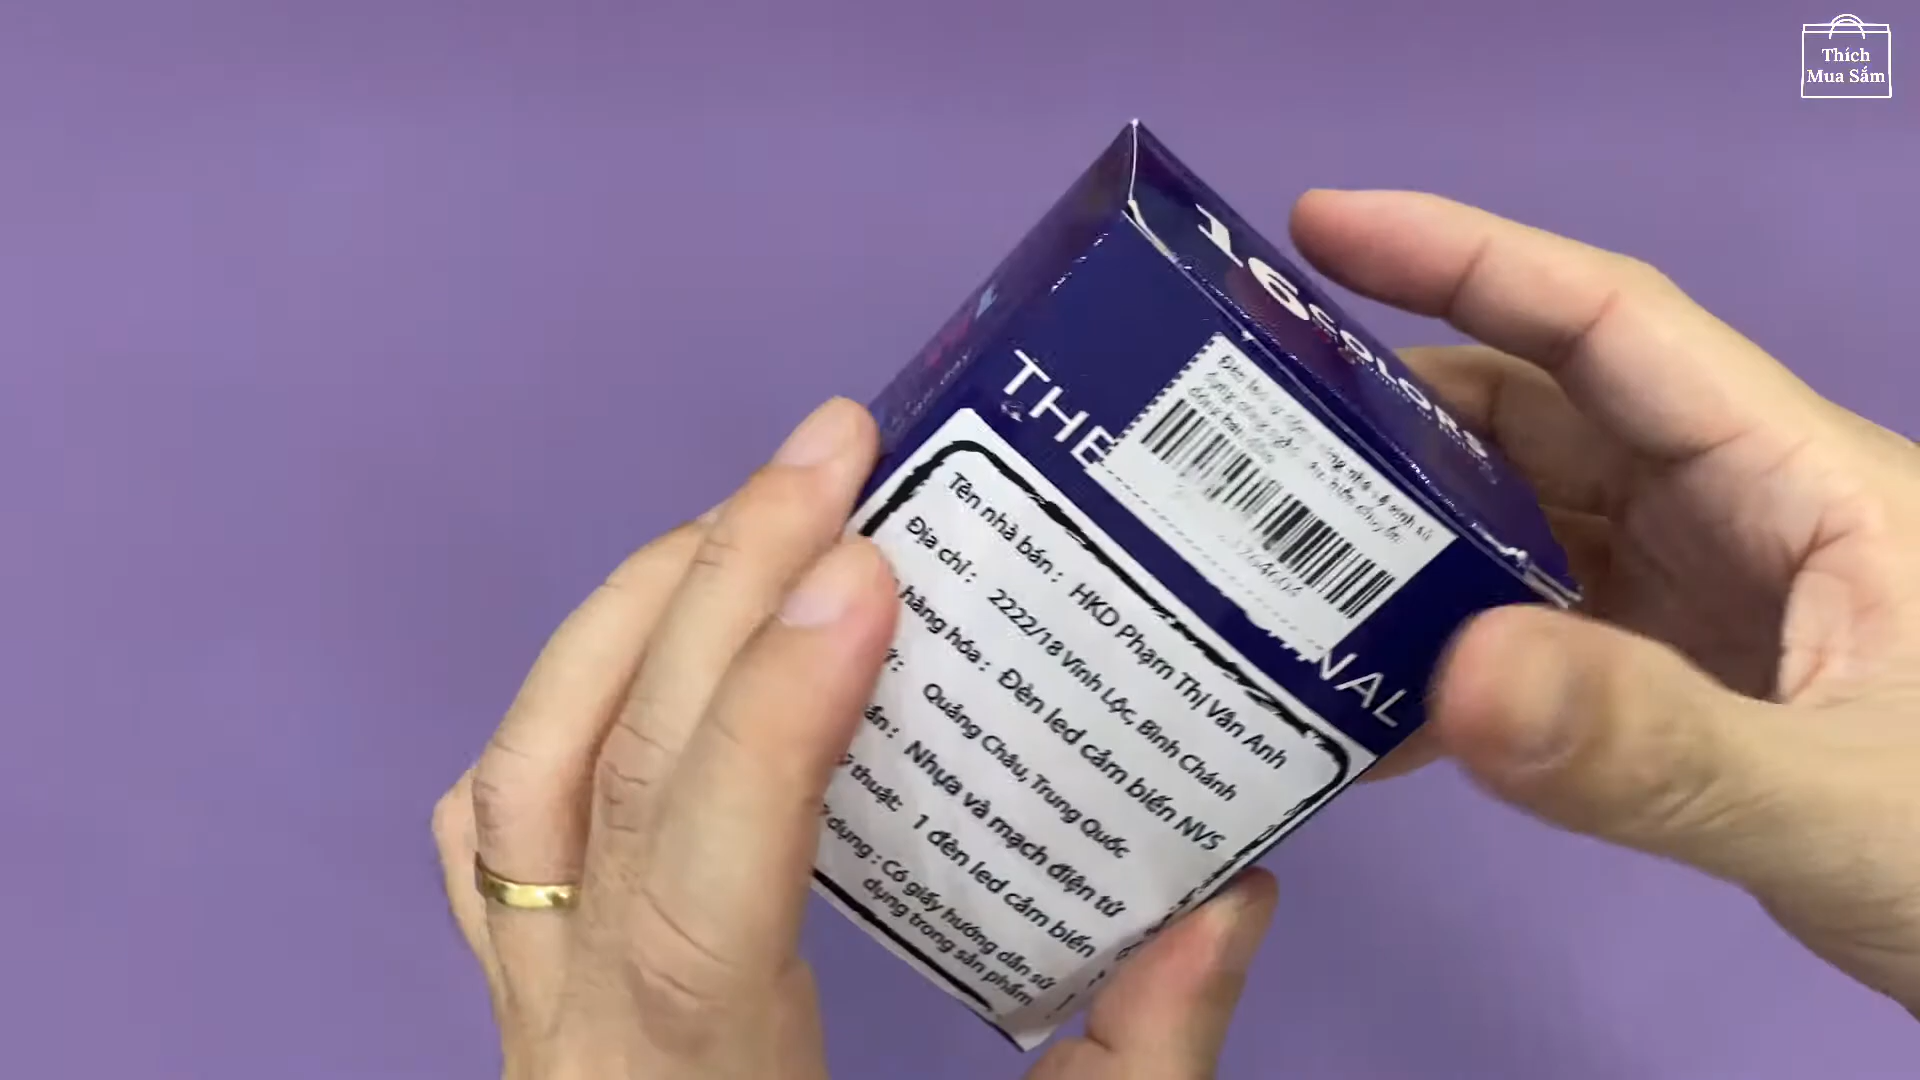 Thích
Mua Sắm
16 COLORS
THE
NAL
Tên nhà bán : HKD Phạm Thị Vân Anh
Địa chỉ : 2222/18 Vĩnh Lộc, Bình Chánh
hàng hóa : Đèn led cảm biến NVS
Quảng Châu, Trung Quốc
Nhựa và mạch điện tử
thuật: 1 đèn led cảm biến
dụng : Có giấy hướng dẫn sử
dụng trong sản phẩm